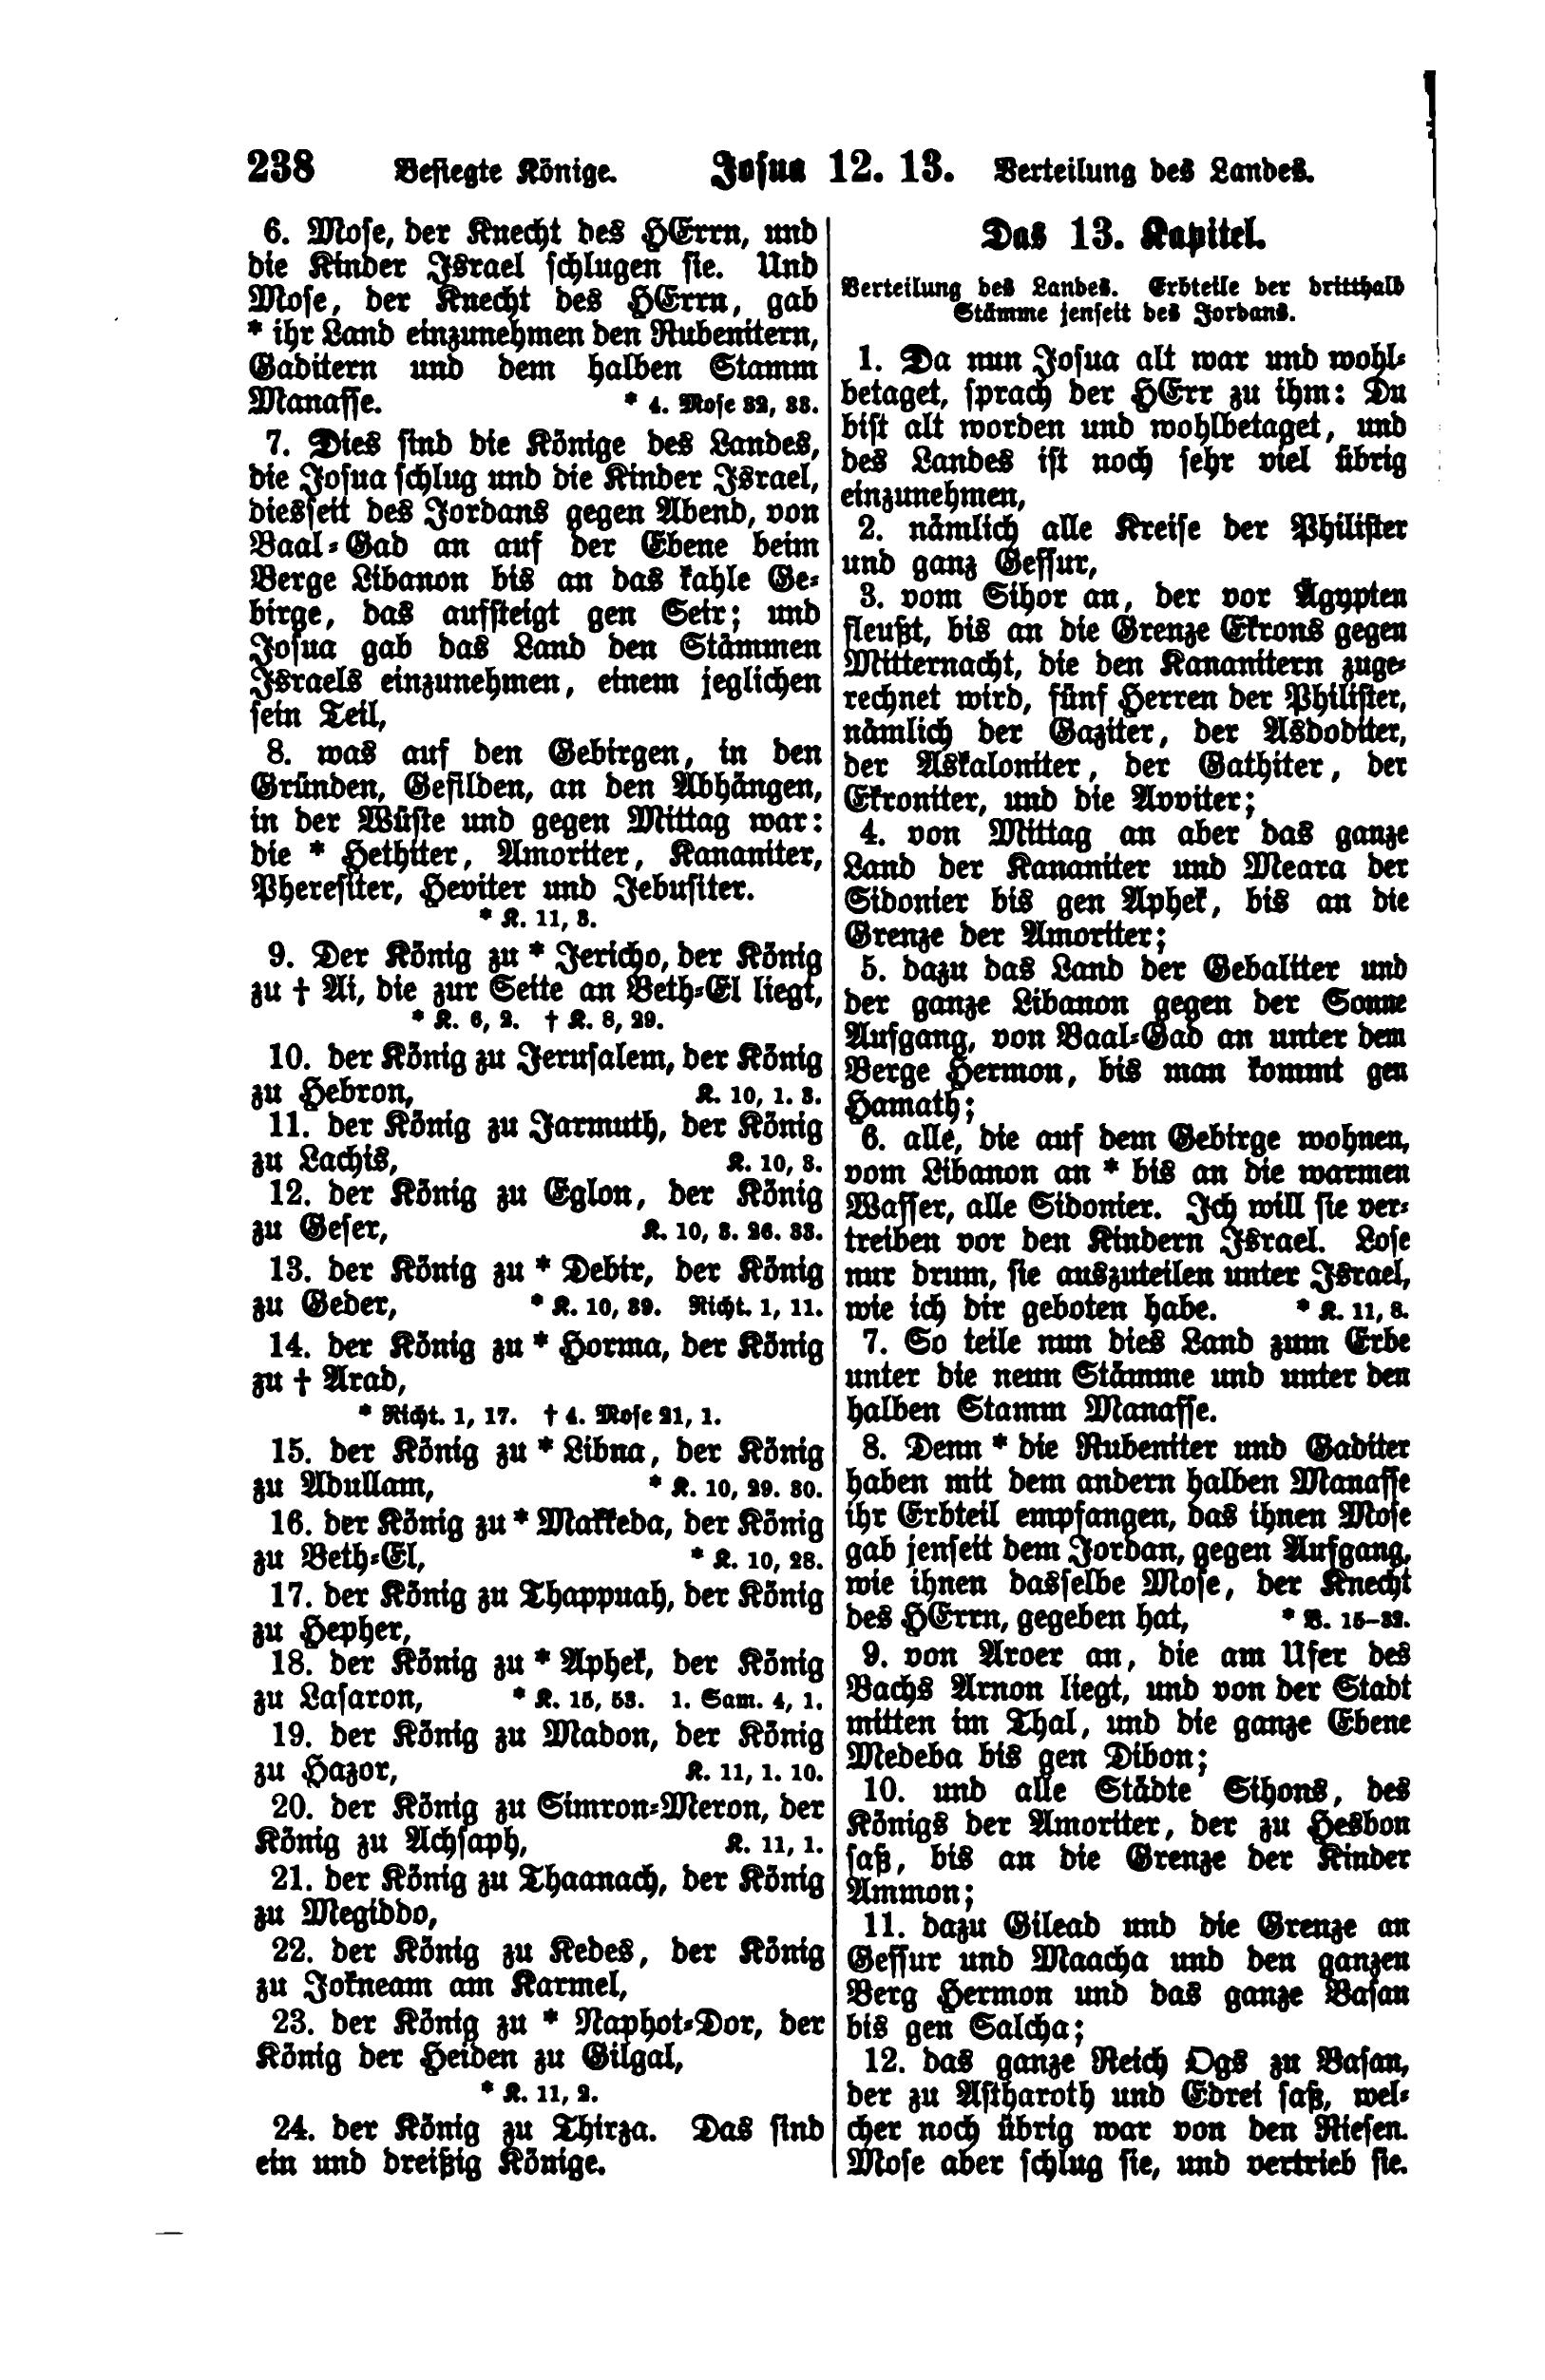 238 Besiegte Könige. Josua 12. 13. Verteilung des Landes.
6. Mose, der Knecht des HErrn, und
die Kinder Israel schlugen sie. Und
Mose, der Knecht des HErrn, gab
* ihr Land einzunehmen den Rubenitern,
Gaditern und dem halben Stamm
Manasse. * 4. Mose 32, 33.
7. Dies sind die Könige des Landes,
die Josua schlug und die Kinder Israel,
diesseit des Jordans gegen Abend, von
Baal-Gad an auf der Ebene beim
Berge Libanon bis an das kahle Ge-
birge, das aufsteigt gen Seir; und
Josua gab das Land den Stämmen
Israels einzunehmen, einem jeglichen
sein Teil,
8. was auf den Gebirgen, in den
Gründen, Gefilden, an den Abhängen,
in der Wüste und gegen Mittag war:
die * Hethiter, Amoriter, Kananiter,
Pheresiter, Heviter und Jebusiter.
* K. 11, 3.
9. Der König zu * Jericho, der König
zu † Ai, die zur Seite an Beth-El liegt,
* K. 6, 2. † K. 8, 29.
10. der König zu Jerusalem, der König
zu Hebron, K. 10, 1. 3.
11. der König zu Jarmuth, der König
zu Lachis, K. 10, 3.
12. der König zu Eglon, der König
zu Geser, K. 10, 3. 26. 33.
13. der König zu * Debir, der König
zu Geder, * K. 10, 39. Richt. 1, 11.
14. der König zu * Horma, der König
zu † Arad,
* Richt. 1, 17. † 4. Mose 21, 1.
15. der König zu * Libna, der König
zu Adullam, * K. 10, 29. 30.
16. der König zu * Makkeda, der König
zu Beth-El, * K. 10, 28.
17. der König zu Thappuah, der König
zu Hepher,
18. der König zu * Aphek, der König
zu Lasaron, * K. 15, 53. 1. Sam. 4, 1.
19. der König zu Madon, der König
zu Hazor, K. 11, 1. 10.
20. der König zu Simron-Meron, der
König zu Achsaph, K. 11, 1.
21. der König zu Thaanach, der König
zu Megiddo,
22. der König zu Kedes, der König
zu Jokneam am Karmel,
23. der König zu * Naphot-Dor, der
König der Heiden zu Gilgal,
* K. 11, 2.
24. der König zu Thirza. Das sind
ein und dreißig Könige.
Das 13. Kapitel.
Verteilung des Landes. Erbteile der dritthalb
Stämme jenseit des Jordans.
1. Da nun Josua alt war und wohl-
betaget, sprach der HErr zu ihm: Du
bist alt worden und wohlbetaget, und
des Landes ist noch sehr viel übrig
einzunehmen,
2. nämlich alle Kreise der Philister
und ganz Gessur,
3. vom Sihor an, der vor Ägypten
fleußt, bis an die Grenze Ekrons gegen
Mitternacht, die den Kananitern zuge-
rechnet wird, fünf Herren der Philister,
nämlich der Gaziter, der Asdoditer,
der Askaloniter, der Gathiter, der
Ekroniter, und die Avviter;
4. von Mittag an aber das ganze
Land der Kananiter und Meara der
Sidonier bis gen Aphek, bis an die
Grenze der Amoriter;
5. dazu das Land der Gebaliter und
der ganze Libanon gegen der Sonne
Aufgang, von Baal-Gad an unter dem
Berge Hermon, bis man kommt gen
Hamath;
6. alle, die auf dem Gebirge wohnen,
vom Libanon an * bis an die warmen
Wasser, alle Sidonier. Ich will sie ver-
treiben vor den Kindern Israel. Lose
nur drum, sie auszuteilen unter Israel,
wie ich dir geboten habe. * K. 11, 8.
7. So teile nun dies Land zum Erbe
unter die neun Stämme und unter den
halben Stamm Manasse.
8. Denn * die Rubeniter und Gaditer
haben mit dem andern halben Manasse
ihr Erbteil empfangen, das ihnen Mose
gab jenseit dem Jordan, gegen Aufgang,
wie ihnen dasselbe Mose, der Knecht
des HErrn, gegeben hat, * V. 15–32.
9. von Aroer an, die am Ufer des
Bachs Arnon liegt, und von der Stadt
mitten im Thal, und die ganze Ebene
Medeba bis gen Dibon;
10. und alle Städte Sihons, des
Königs der Amoriter, der zu Hesbon
saß, bis an die Grenze der Kinder
Ammon;
11. dazu Gilead und die Grenze an
Gessur und Maacha und den ganzen
Berg Hermon und das ganze Basan
bis gen Salcha;
12. das ganze Reich Ogs zu Basan,
der zu Astharoth und Edrei saß, wel-
cher noch übrig war von den Riesen.
Mose aber schlug sie, und vertrieb sie.